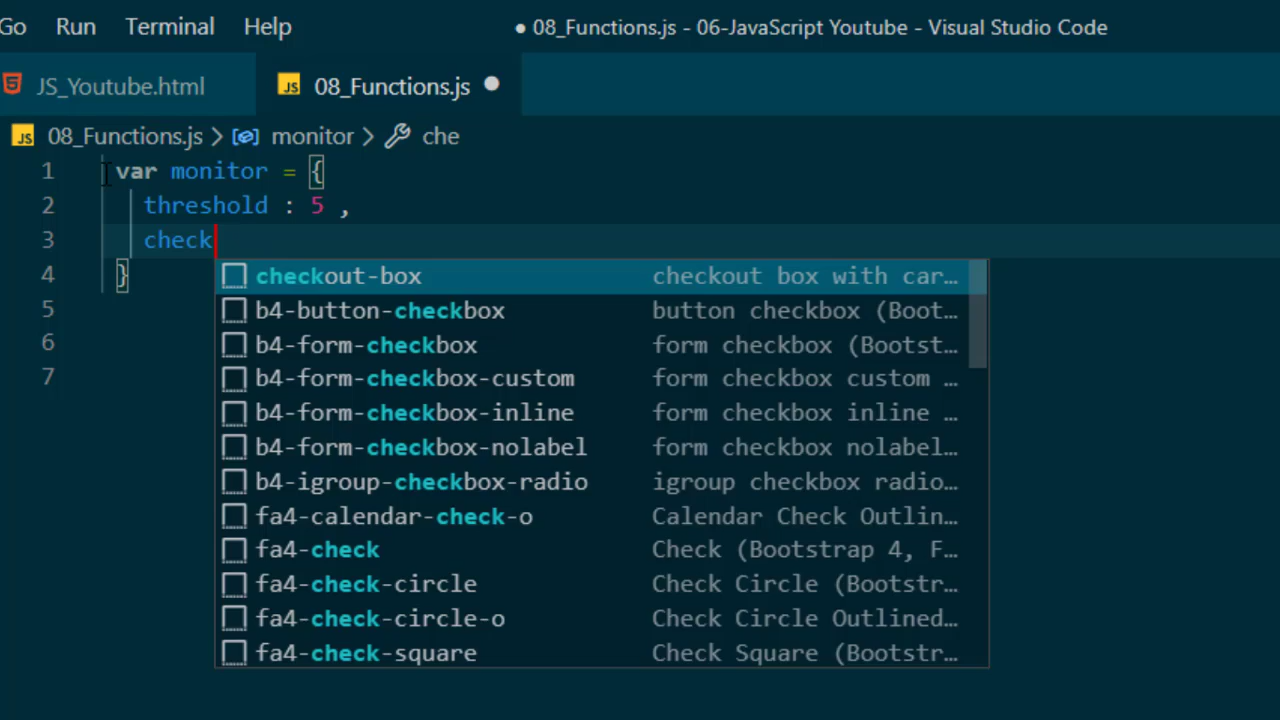 Go Run Terminal Help ● 08_Functions.js - 06-JavaScript Youtube - Visual Studio Code
JS_Youtube.html JS 08_Functions.js ●
JS 08_Functions.js > monitor > che
1 var monitor = {
2 threshold : 5 ,
3 check
4 }
5
6
7
checkout-box checkout box with car…
b4-button-checkbox button checkbox (Boot…
b4-form-checkbox form checkbox (Bootst…
b4-form-checkbox-custom form checkbox custom …
b4-form-checkbox-inline form checkbox inline …
b4-form-checkbox-nolabel form checkbox nolabel…
b4-igroup-checkbox-radio igroup checkbox radio…
fa4-calendar-check-o Calendar Check Outlin…
fa4-check Check (Bootstrap 4, F…
fa4-check-circle Check Circle (Bootstr…
fa4-check-circle-o Check Circle Outlined…
fa4-check-square Check Square (Bootstr…